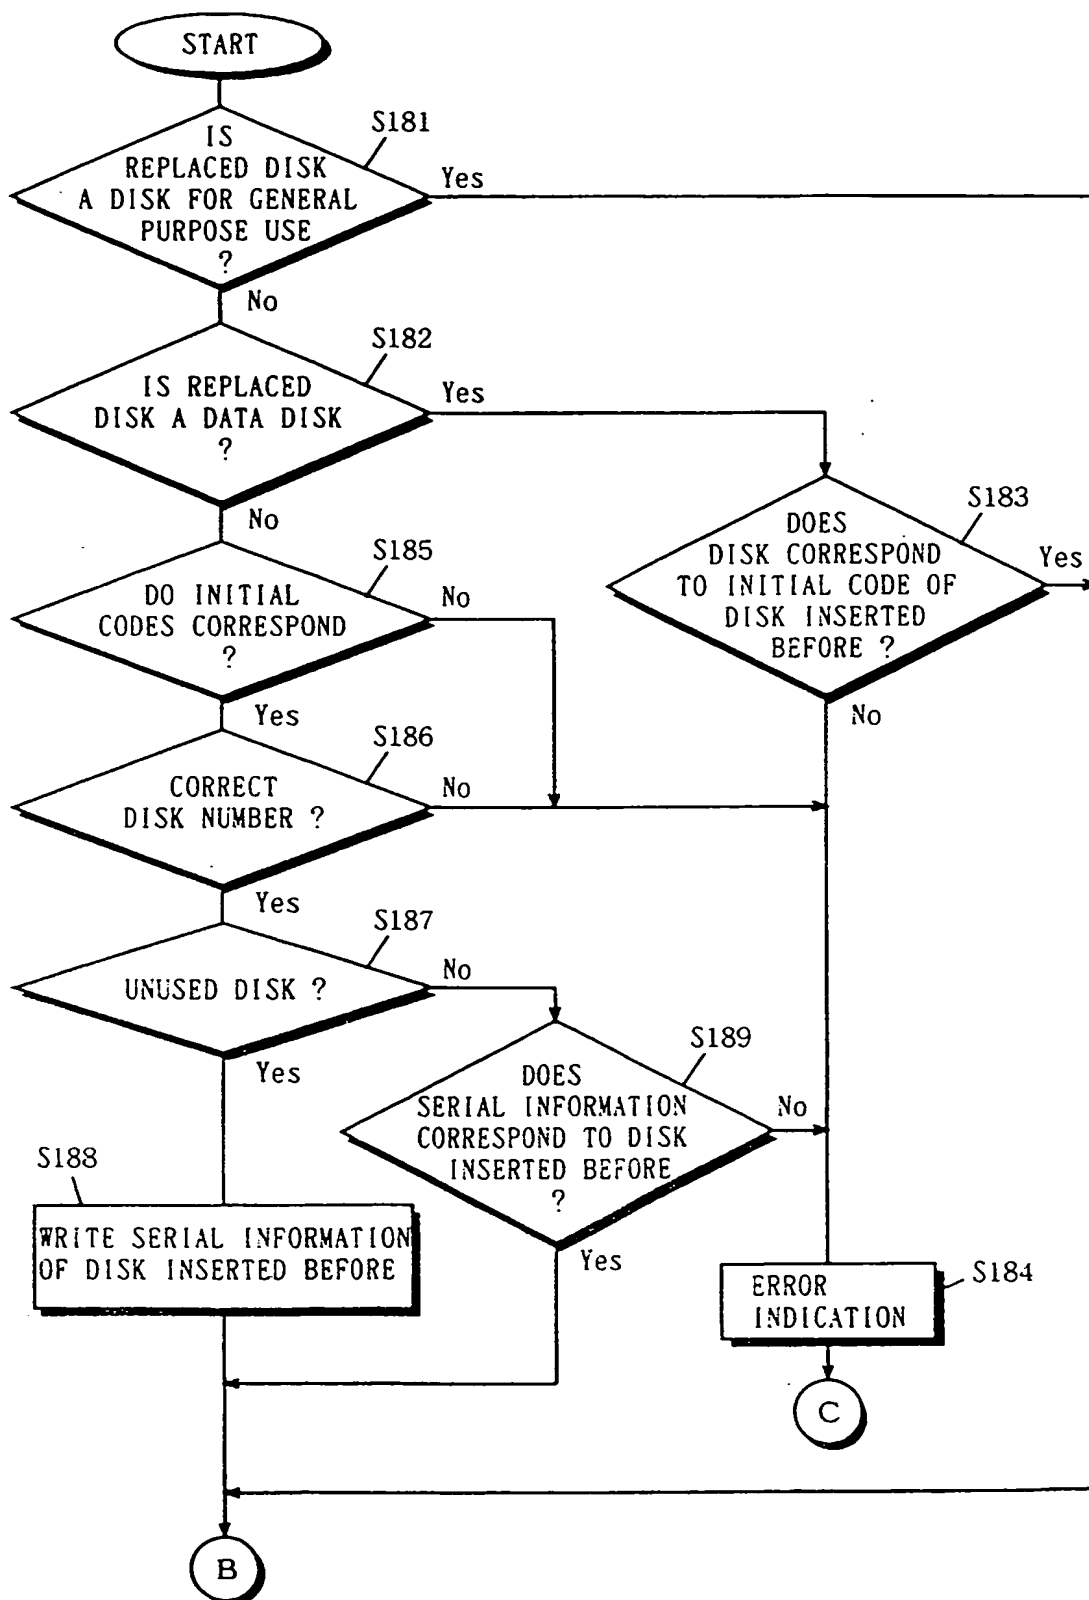 START
S181
IS
REPLACED DISK
A DISK FOR GENERAL
PURPOSE USE
?
Yes
No
S182
IS REPLACED
DISK A DATA DISK
?
Yes
No
S183
DOES
DISK CORRESPOND
TO INITIAL CODE OF
DISK INSERTED
BEFORE ?
Yes
No
S185
DO INITIAL
CODES CORRESPOND
?
No
Yes
S186
CORRECT
DISK NUMBER ?
No
Yes
S187
UNUSED DISK ?
No
Yes
S189
DOES
SERIAL INFORMATION
CORRESPOND TO DISK
INSERTED BEFORE
?
No
Yes
S188
WRITE SERIAL INFORMATION
OF DISK INSERTED BEFORE
S184
ERROR
INDICATION
C
B